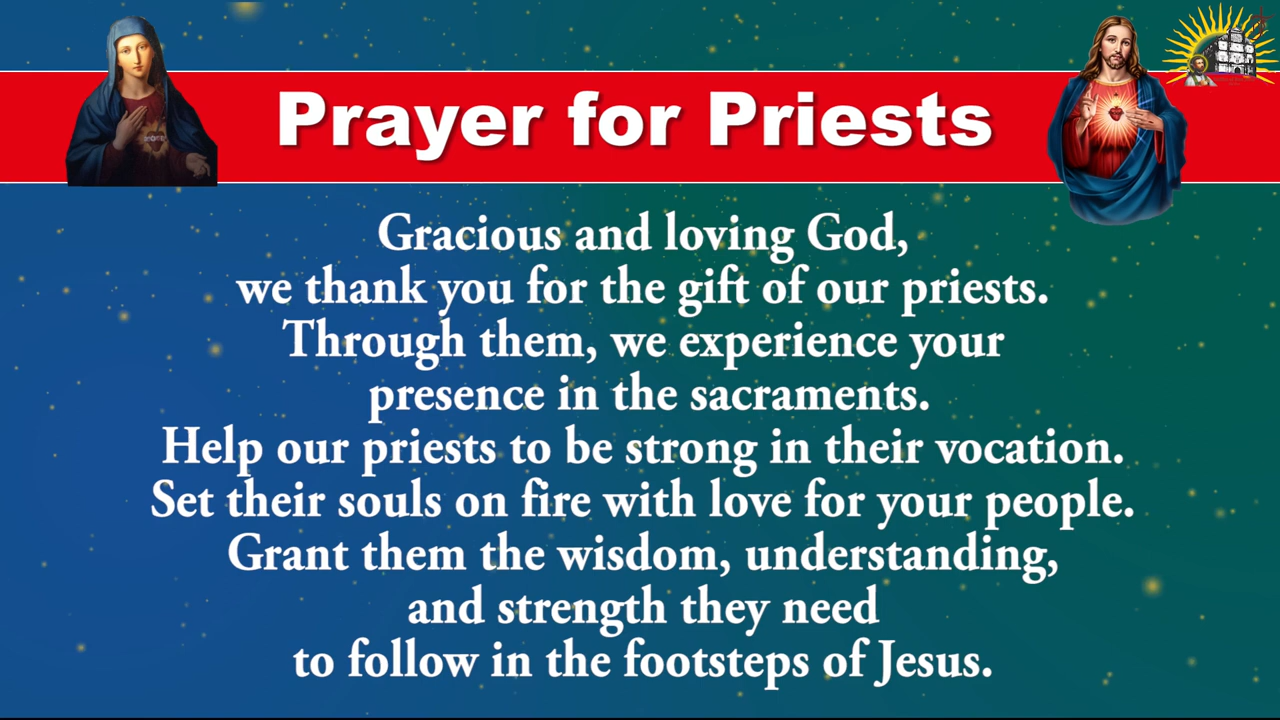 Prayer for Priests
Gracious and loving God,
we thank you for the gift of our priests.
Through them, we experience your
presence in the sacraments.
Help our priests to be strong in their vocation.
Set their souls on fire with love for your people.
Grant them the wisdom, understanding,
and strength they need
to follow in the footsteps of Jesus.